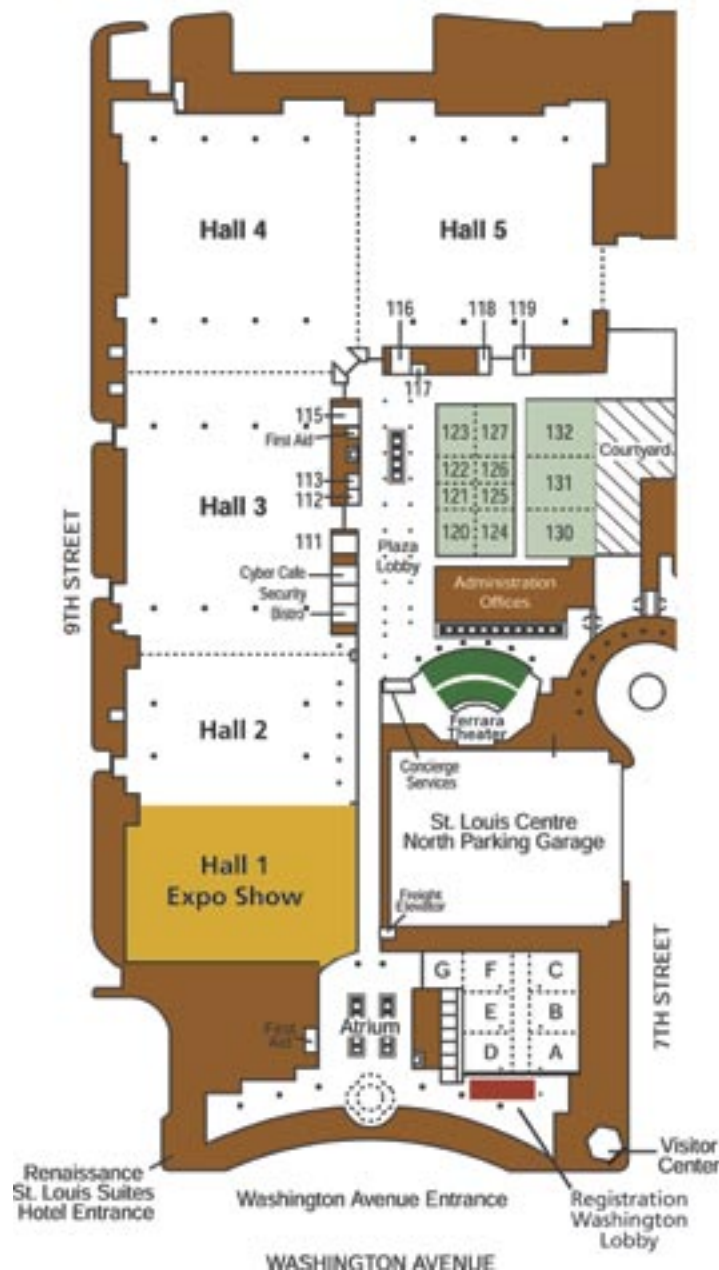 Hall 4
Hall 5
116
118
119
117
115
First Aid
113
112
Hall 3
111
Cyber Cafe
Security
Bistro
Plaza
Lobby
123
127
132
Courtyard
122
126
121
125
131
120
124
130
Administration
Offices
9TH STREET
Hall 2
Ferrara
Theater
Concierge
Services
St. Louis Centre
North Parking Garage
Hall 1
Expo Show
Freight
Elevator
G
F
C
E
B
D
A
7TH STREET
First
Aid
Atrium
Renaissance
St. Louis Suites
Hotel Entrance
Washington Avenue Entrance
Registration
Washington
Lobby
Visitor
Center
WASHINGTON AVENUE